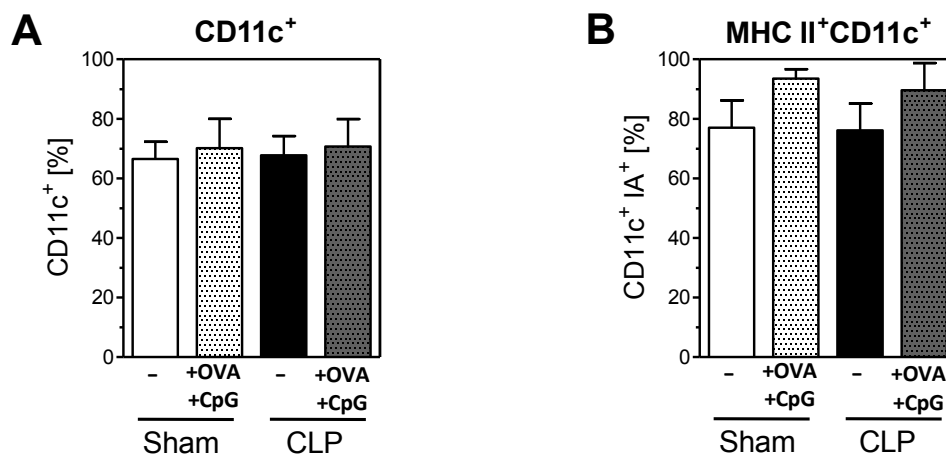 A
CD11c⁺
CD11c⁺ [%]
100
80
60
40
20
0
– +OVA +CpG – +OVA +CpG
Sham CLP
B
MHC II⁺CD11c⁺
CD11c⁺ IA⁺ [%]
100
80
60
40
20
0
– +OVA +CpG – +OVA +CpG
Sham CLP